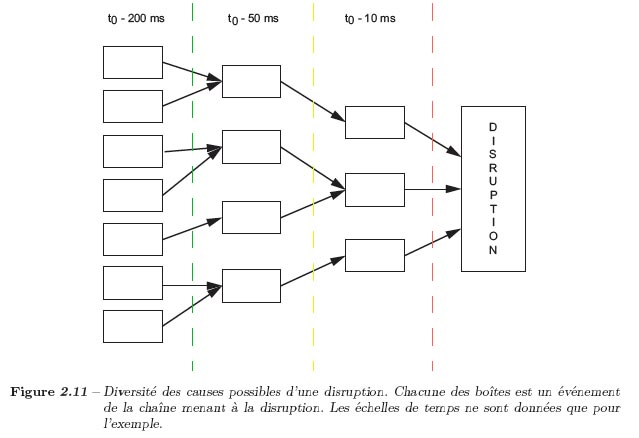 t0 - 200 ms t0 - 50 ms t0 - 10 ms
DISRUPTION
Figure 2.11 – Diversité des causes possibles d'une disruption. Chacune des boîtes est un événement
de la chaîne menant à la disruption. Les échelles de temps ne sont données que pour
l'exemple.